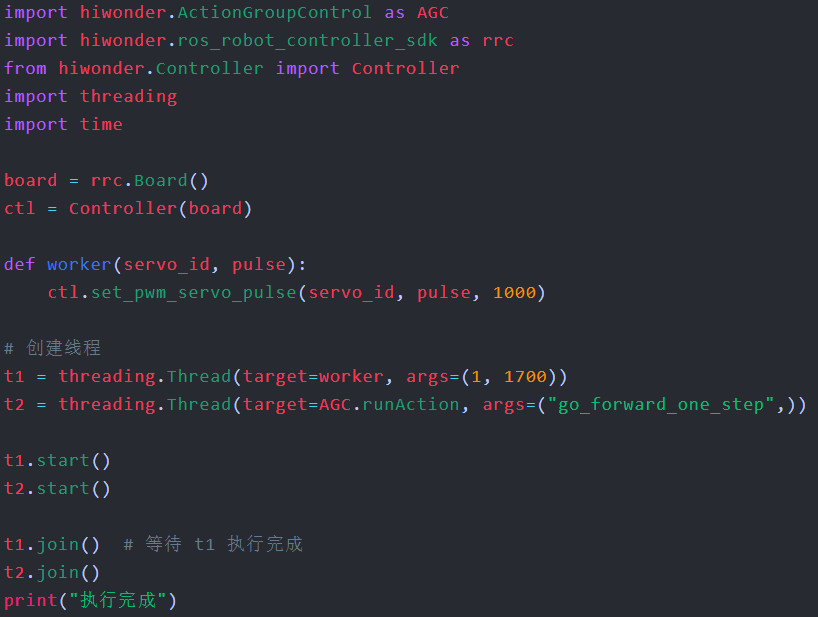 import hiwonder.ActionGroupControl as AGC
import hiwonder.ros_robot_controller_sdk as rrc
from hiwonder.Controller import Controller
import threading
import time
board = rrc.Board()
ctl = Controller(board)
def worker(servo_id, pulse):
    ctl.set_pwm_servo_pulse(servo_id, pulse, 1000)
# 创建线程
t1 = threading.Thread(target=worker, args=(1, 1700))
t2 = threading.Thread(target=AGC.runAction, args=("go_forward_one_step",))
t1.start()
t2.start()
t1.join()  # 等待 t1 执行完成
t2.join()
print("执行完成")